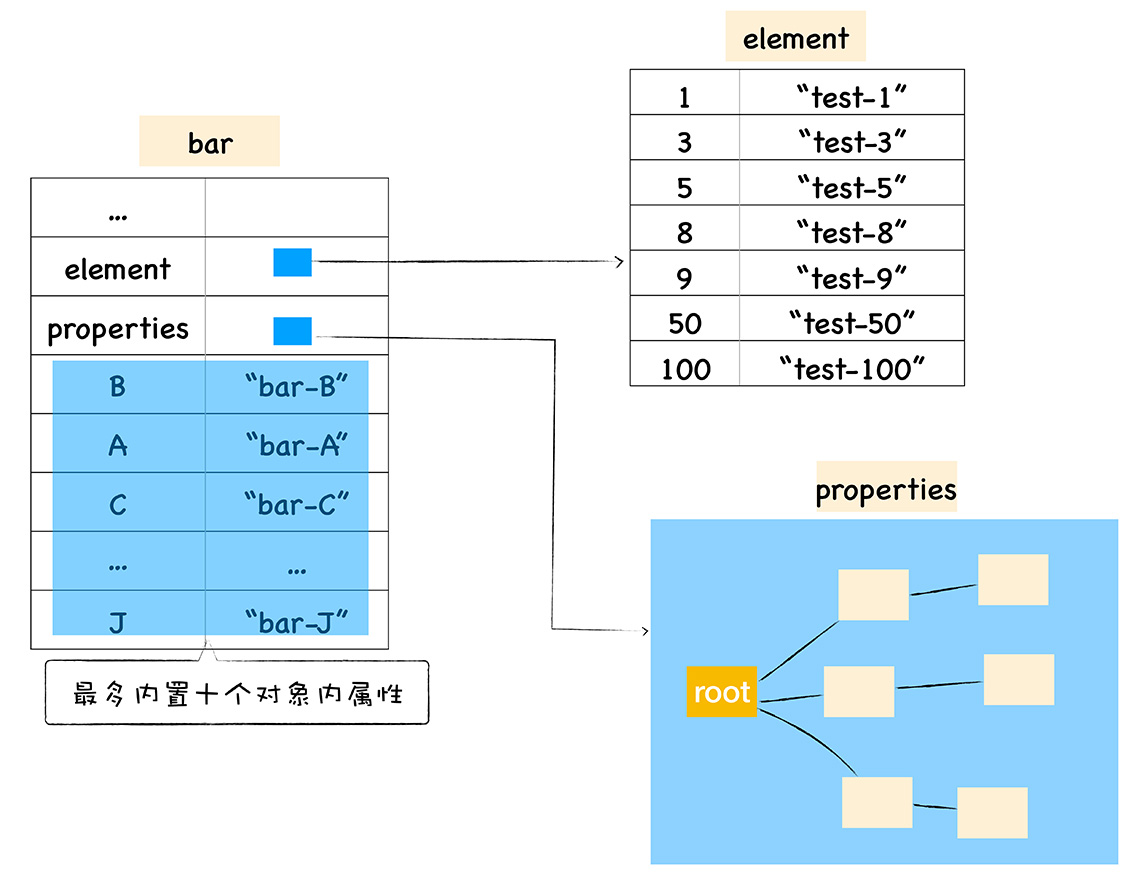 bar
...
element
properties
B “bar-B”
A “bar-A”
C “bar-C”
... ...
J “bar-J”
最多内置十个对象内属性
element
1 “test-1”
3 “test-3”
5 “test-5”
8 “test-8”
9 “test-9”
50 “test-50”
100 “test-100”
properties
root